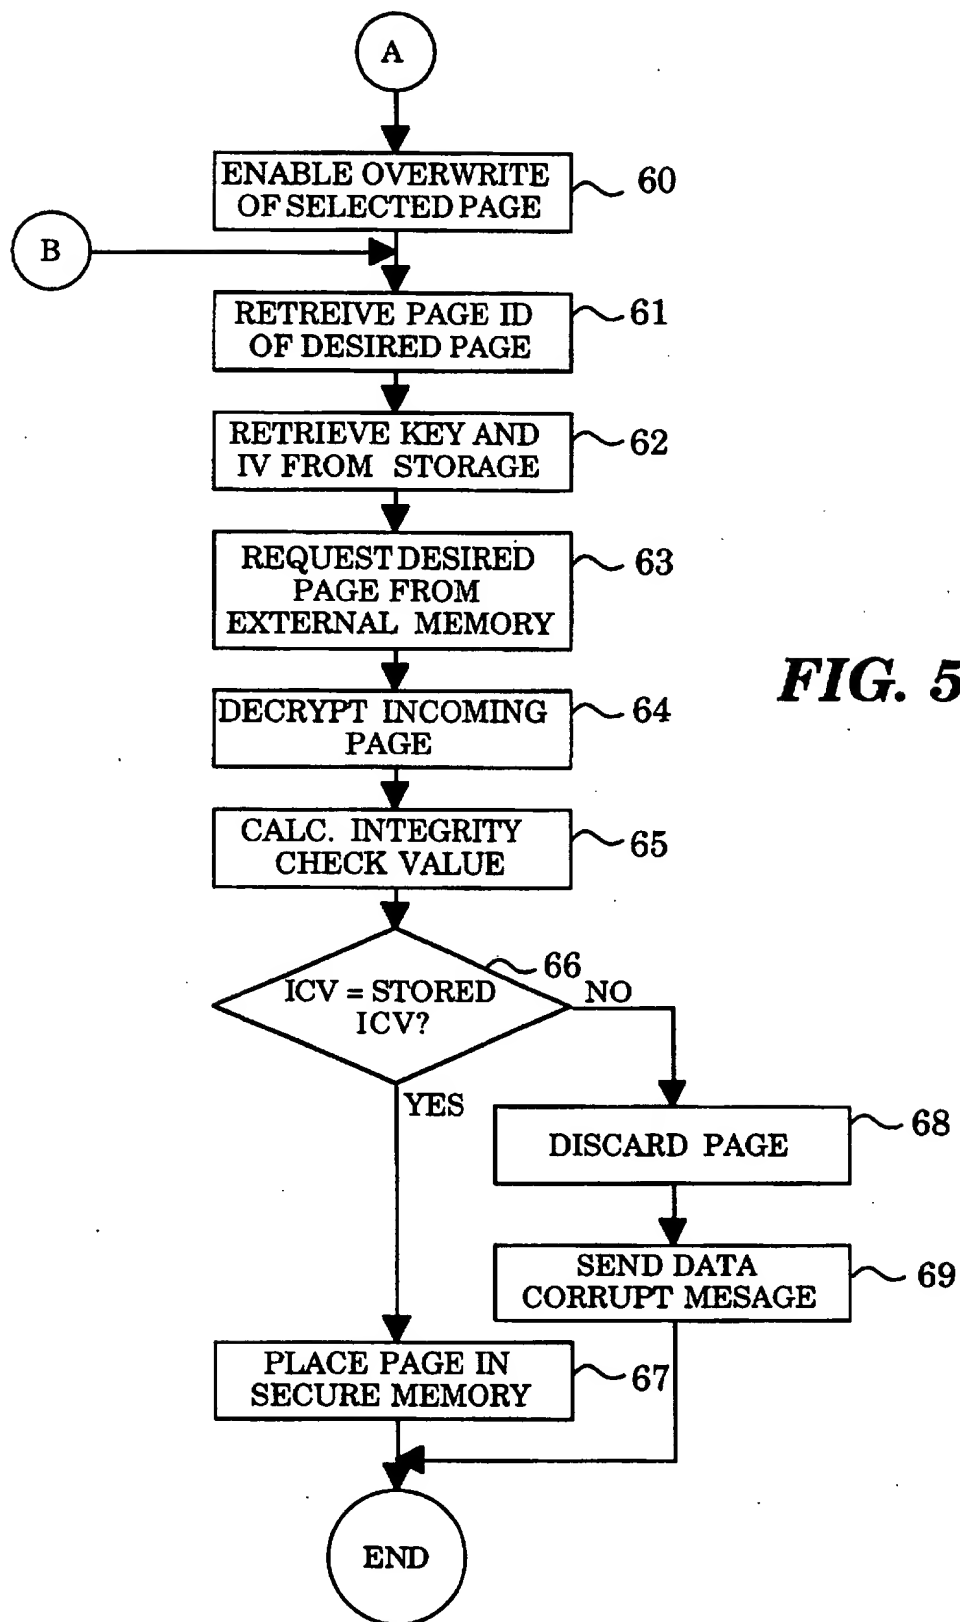 A
ENABLE OVERWRITE
OF SELECTED PAGE
60
B
RETREIVE PAGE ID
OF DESIRED PAGE
61
RETRIEVE KEY AND
IV FROM STORAGE
62
REQUEST DESIRED
PAGE FROM
EXTERNAL MEMORY
63
FIG. 5
DECRYPT INCOMING
PAGE
64
CALC. INTEGRITY
CHECK VALUE
65
ICV = STORED
ICV?
66
NO
YES
DISCARD PAGE
68
SEND DATA
CORRUPT MESAGE
69
PLACE PAGE IN
SECURE MEMORY
67
END